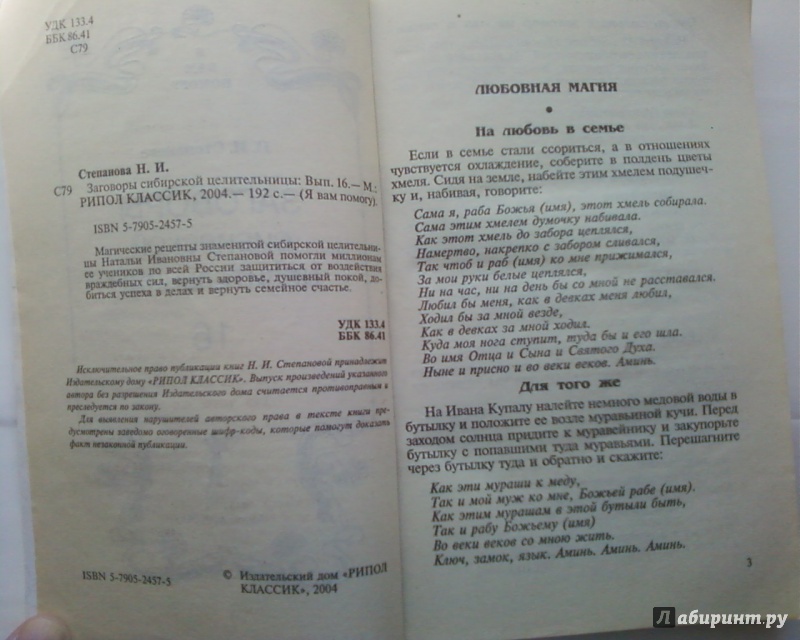 УДК 133.4
ББК 86.41
С79
Степанова Н. И.
С79 Заговоры сибирской целительницы: Вып. 16.— М.:
РИПОЛ КЛАССИК, 2004.— 192 с.— (Я вам помогу).
ISBN 5-7905-2457-5
Магические рецепты знаменитой сибирской целительни-
цы Натальи Ивановны Степановой помогли миллионам
ее учеников по всей России защититься от воздействия
враждебных сил, вернуть здоровье, душевный покой, до-
биться успеха в делах и вернуть семейное счастье.
УДК 133.4
ББК 86.41
Исключительное право публикации книг Н. И. Степановой принадлежит
Издательскому дому «РИПОЛ КЛАССИК». Выпуск произведений указанного
автора без разрешения Издательского дома считается противоправным и
преследуется по закону.
Для выявления нарушителей авторского права в тексте книги пре-
дусмотрены заведомо оговоренные шифр-коды, которые помогут доказать
факт незаконной публикации.
ISBN 5-7905-2457-5
© Издательский дом «РИПОЛ
КЛАССИК», 2004
ЛЮБОВНАЯ МАГИЯ
•
На любовь в семье
Если в семье стали ссориться, а в отношениях
чувствуется охлаждение, соберите в полдень цветы
хмеля. Сидя на земле, набейте этим хмелем подушеч-
ку и, набивая, говорите:
Сама я, раба Божья (имя), этот хмель собирала.
Сама этим хмелем думочку набивала.
Как этот хмель до забора цеплялся,
Намертво, накрепко с забором сливался,
Так чтоб и раб (имя) ко мне прижимался,
За мои руки белые цеплялся,
Ни на час, ни на день бы со мной не расставался.
Любил бы меня, как в девках меня любил,
Ходил бы за мной везде,
Как в девках за мной ходил.
Куда моя нога ступит, туда бы и его шла.
Во имя Отца и Сына и Святого Духа.
Ныне и присно и во веки веков. Аминь.
Для того же
На Ивана Купалу налейте немного медовой воды в
бутылку и положите ее возле муравьиной кучи. Перед
заходом солнца придите к муравейнику и закупорьте
бутылку с попавшими туда муравьями. Перешагните
через бутылку туда и обратно и скажите:
Как эти мураши к меду,
Так и мой муж ко мне, Божьей рабе (имя).
Как этим мурашам в этой бутыли быть,
Так и рабу Божьему (имя)
Во веки веков со мною жить.
Ключ, замок, язык. Аминь. Аминь. Аминь.
3
Лабиринт.ру